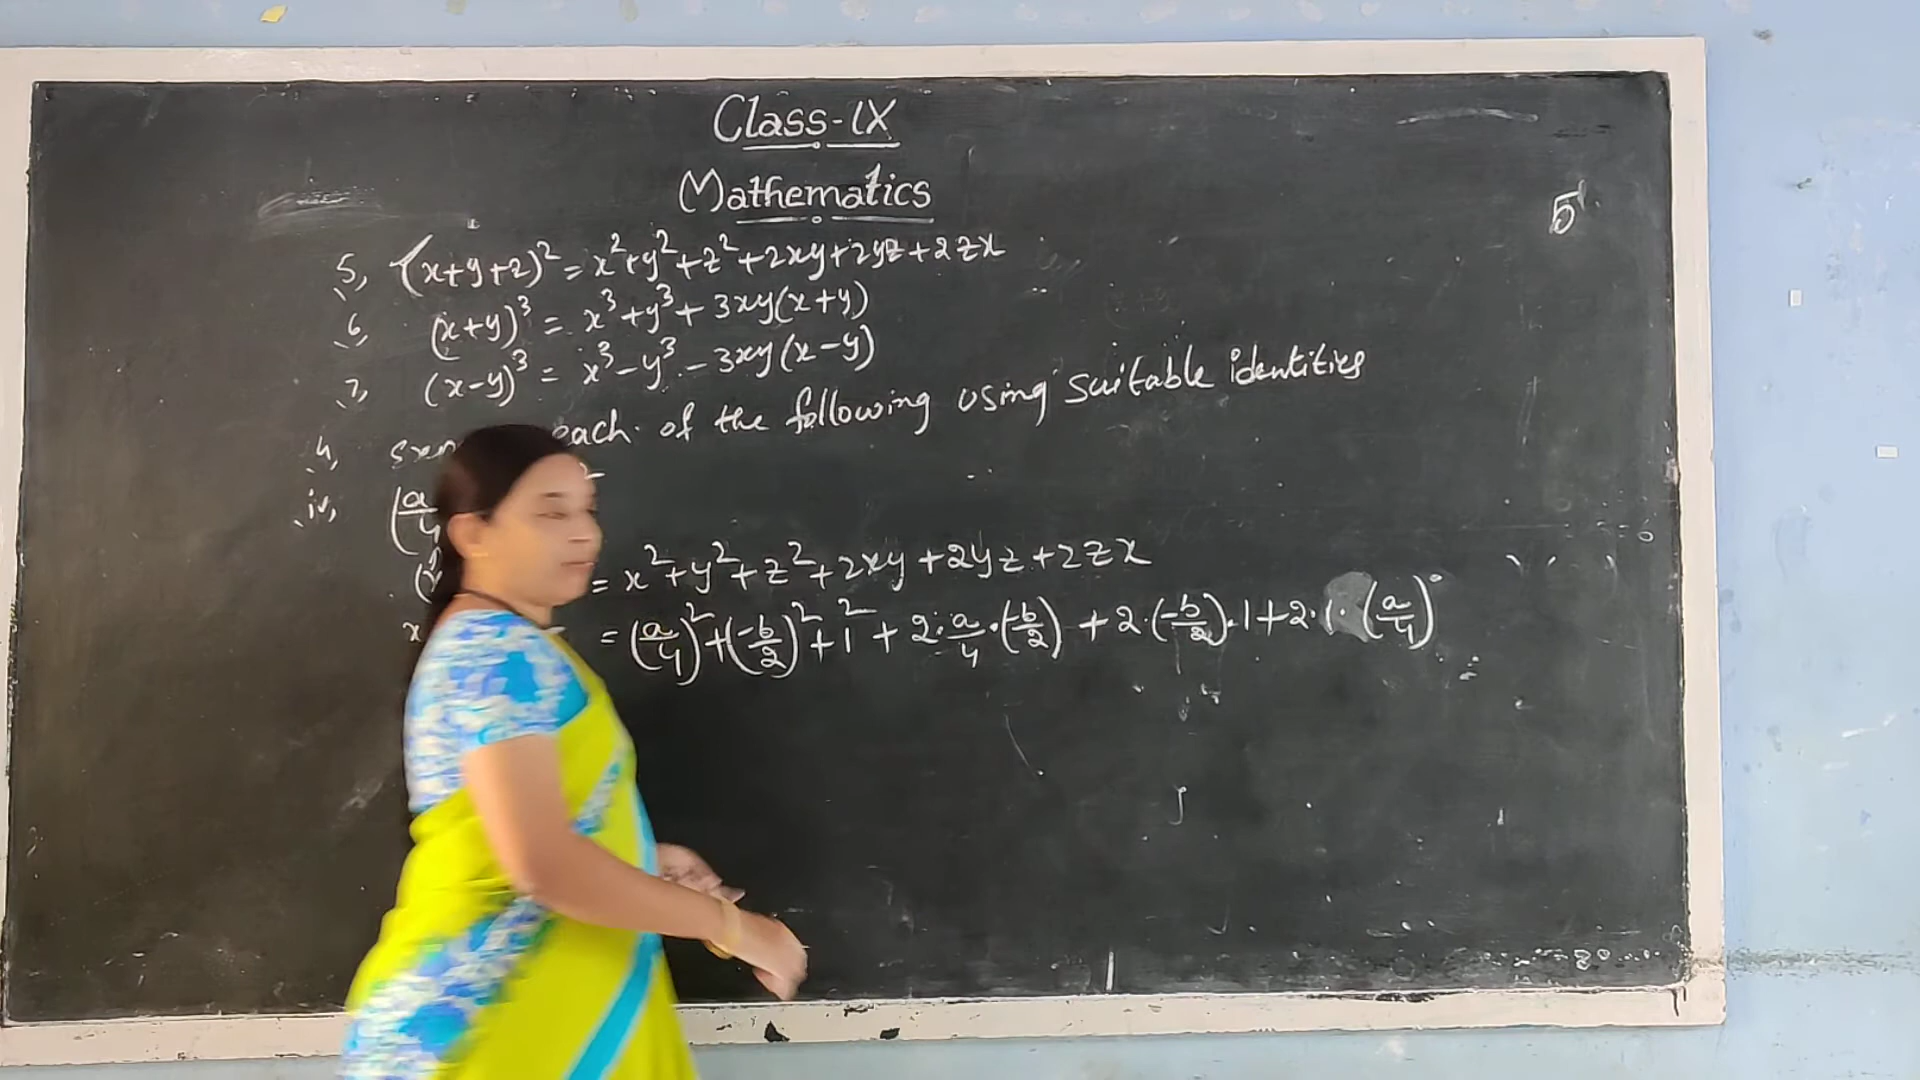 Class-IX
Mathematics
5
5, (x+y+z)² = x²+y²+z²+2xy+2yz+2zx
6, (x+y)³ = x³+y³+3xy(x+y)
7, (x-y)³ = x³-y³-3xy(x-y)
4, each of the following using suitable identities
iv, (a/4 ²
= x²+y²+z²+2xy+2yz+2zx
x = (a/4)²+(-b/2)²+1²+2·a/4·(-b/2)+2·(-b/2)·1+2·1·(a/4)